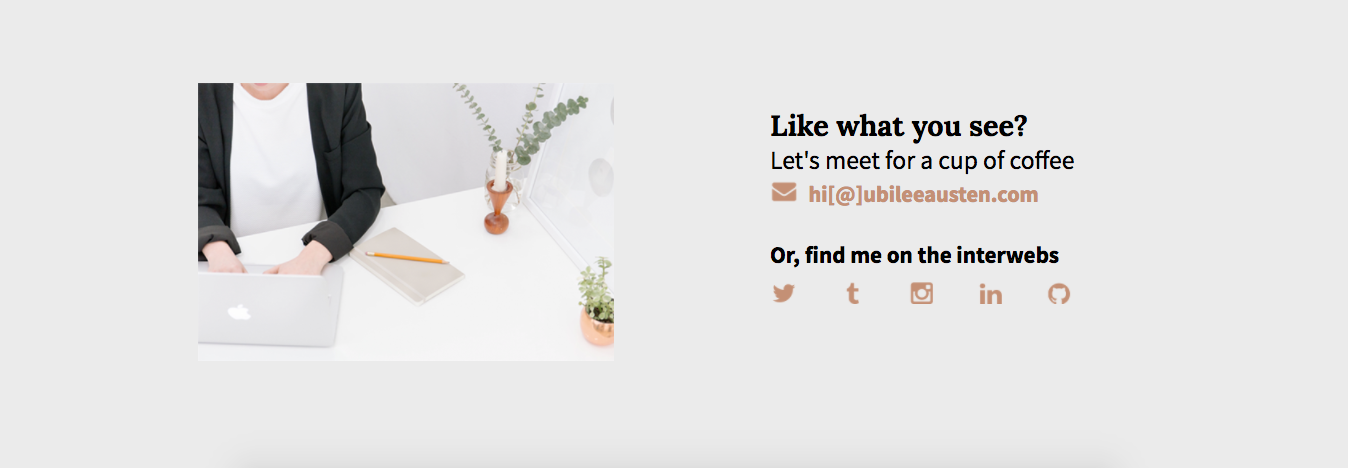 Like what you see?
Let's meet for a cup of coffee
hi[@]ubileeausten.com
Or, find me on the interwebs